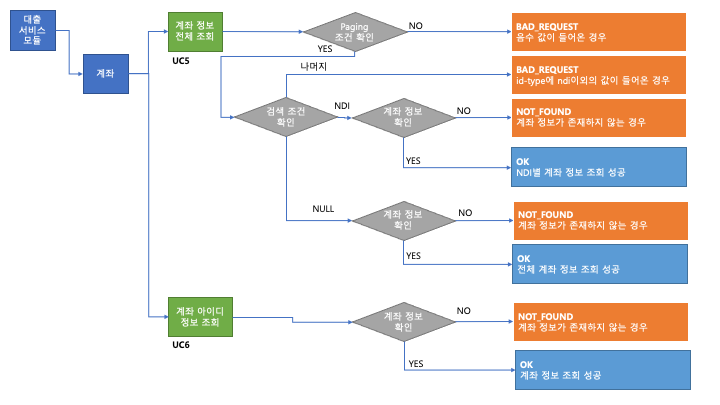 대출
서비스
모듈
계좌
계좌 정보
전체 조회
UC5
Paging
조건 확인
NO
BAD_REQUEST
음수 값이 들어온 경우
YES
나머지
BAD_REQUEST
id-type에 ndi이외의 값이 들어온 경우
검색 조건
확인
NDI
계좌 정보
확인
NO
NOT_FOUND
계좌 정보가 존재하지 않는 경우
YES
OK
NDI별 계좌 정보 조회 성공
NULL
계좌 정보
확인
NO
NOT_FOUND
계좌 정보가 존재하지 않는 경우
YES
OK
전체 계좌 정보 조회 성공
계좌 아이디
정보 조회
UC6
계좌 정보
확인
NO
NOT_FOUND
계좌 정보가 존재하지 않는 경우
YES
OK
계좌 정보 조회 성공